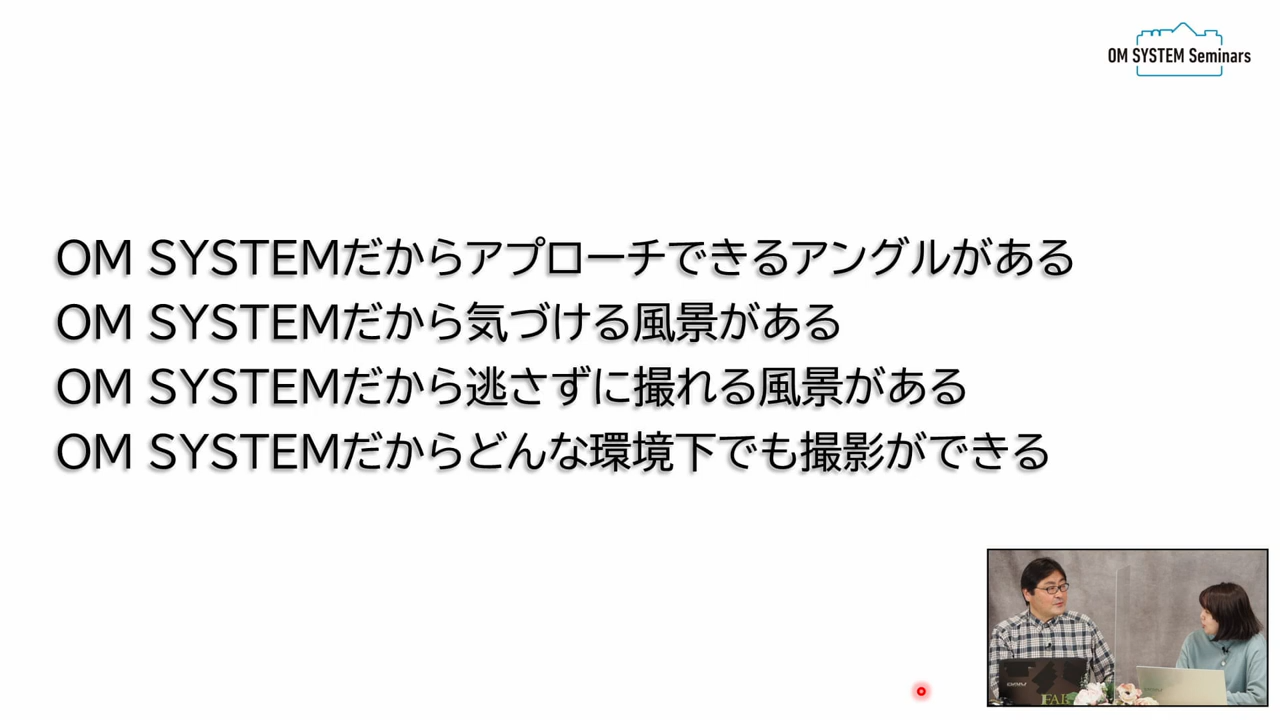 OM SYSTEM Seminars
OM SYSTEMだからアプローチできるアングルがある
OM SYSTEMだから気づける風景がある
OM SYSTEMだから逃さずに撮れる風景がある
OM SYSTEMだからどんな環境下でも撮影ができる